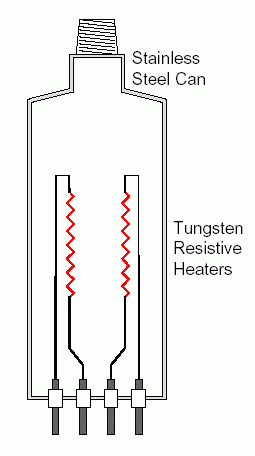 Stainless
Steel Can
Tungsten
Resistive
Heaters